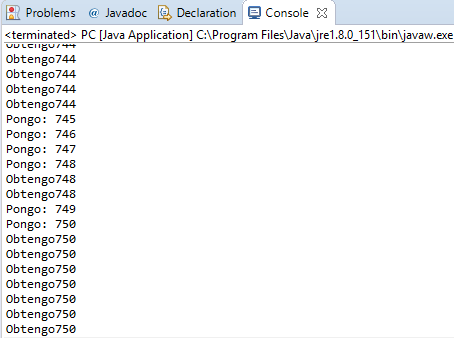 Problems @ Javadoc Declaration Console
<terminated> PC [Java Application] C:\Program Files\Java\jre1.8.0_151\bin\javaw.exe
Obtengo744
Obtengo744
Obtengo744
Obtengo744
Obtengo744
Pongo: 745
Pongo: 746
Pongo: 747
Pongo: 748
Obtengo748
Obtengo748
Pongo: 749
Pongo: 750
Obtengo750
Obtengo750
Obtengo750
Obtengo750
Obtengo750
Obtengo750
Obtengo750